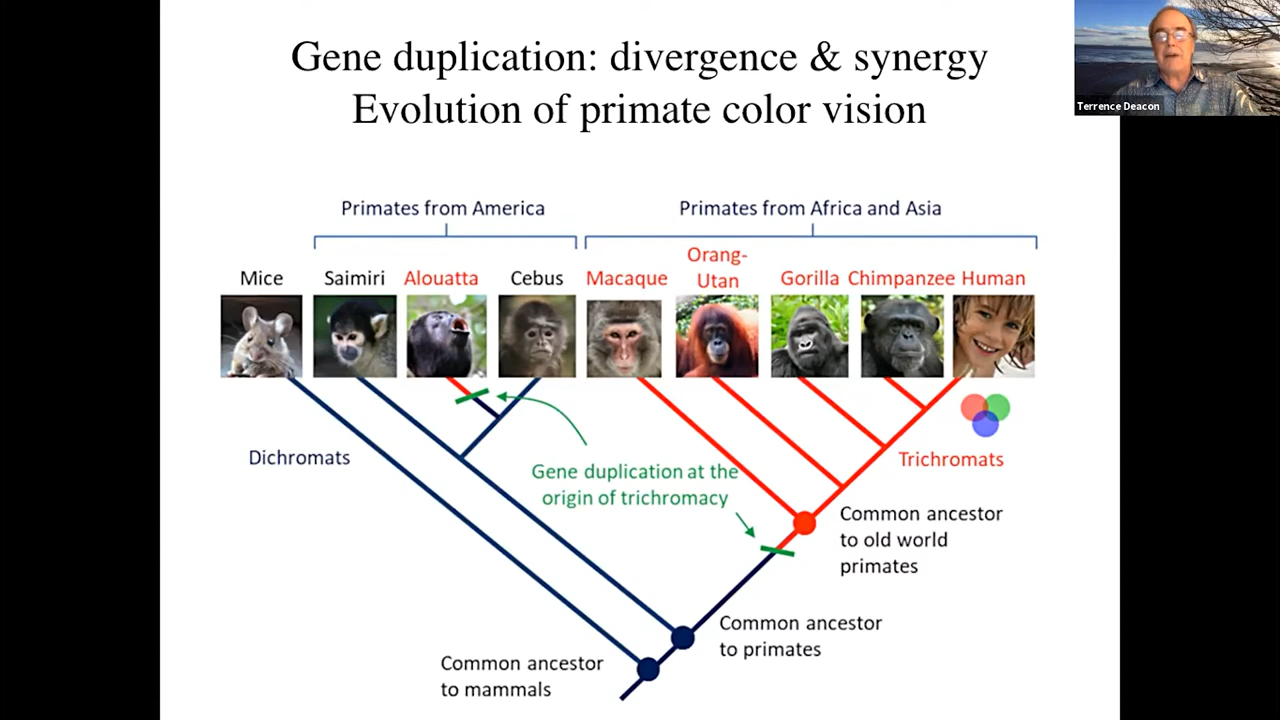 Gene duplication: divergence & synergy
Evolution of primate color vision
Terrence Deacon
Primates from America
Primates from Africa and Asia
Mice
Saimiri
Alouatta
Cebus
Macaque
Orang-
Utan
Gorilla
Chimpanzee
Human
Dichromats
Gene duplication at the
origin of trichromacy
Trichromats
Common ancestor
to old world
primates
Common ancestor
to primates
Common ancestor
to mammals